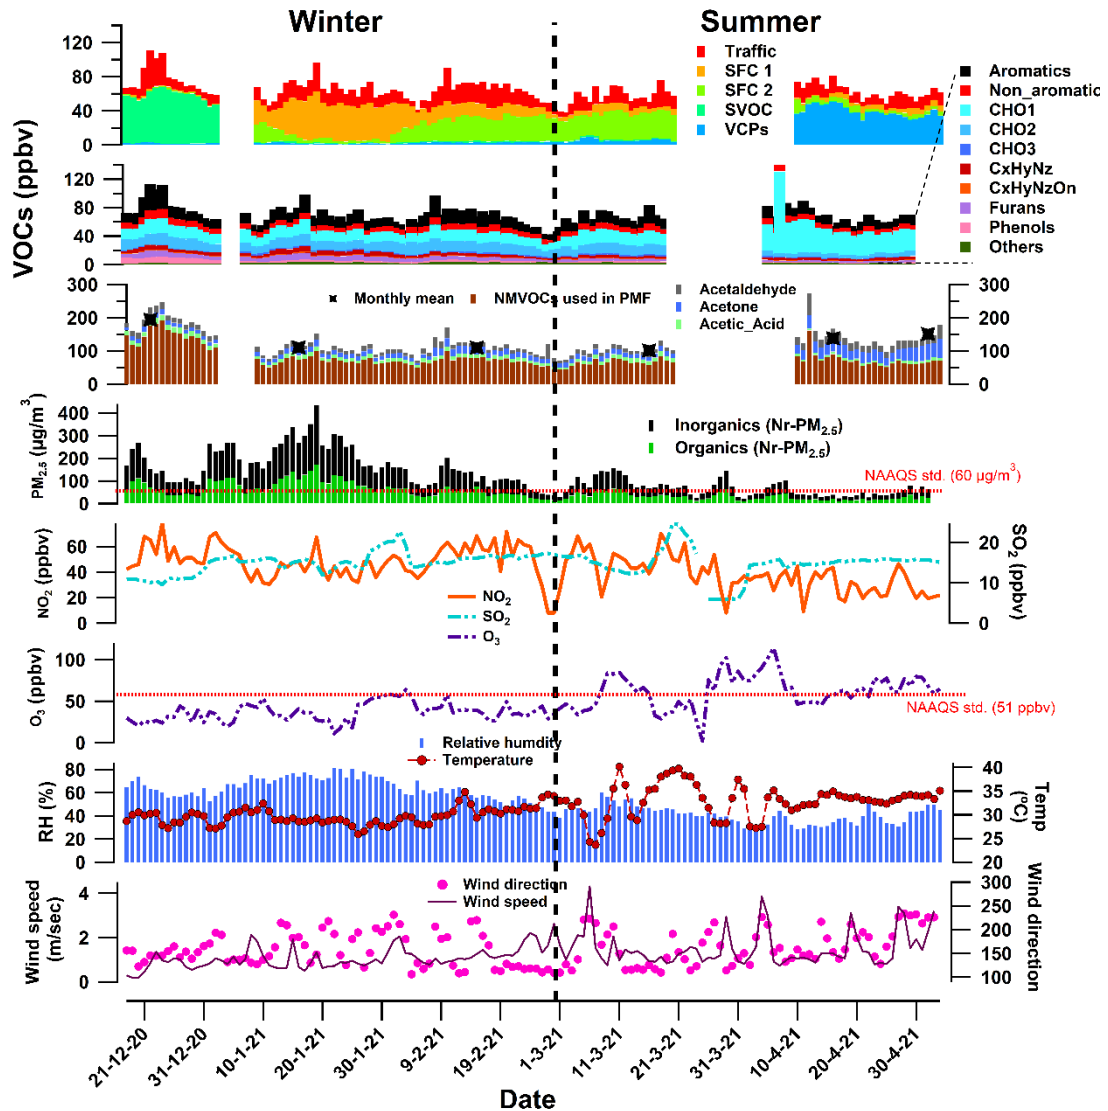 Winter
Summer
VOCs (ppbv)
120
80
40
0
Traffic
SFC 1
SFC 2
SVOC
VCPs
Aromatics
Non_aromatic
CHO1
CHO2
CHO3
CxHyNz
CxHyNzOn
Furans
Phenols
Others
120
80
40
0
300
200
100
0
Monthly mean
NMVOCs used in PMF
Acetaldehyde
Acetone
Acetic_Acid
300
200
100
0
PM2.5 (µg/m3)
400
300
200
100
0
Inorganics (Nr-PM2.5)
Organics (Nr-PM2.5)
NAAQS std. (60 µg/m3)
NO2 (ppbv)
60
40
20
0
NO2
SO2
O3
20
10
0
SO2
(ppbv)
O3 (ppbv)
100
50
0
NAAQS std. (51 ppbv)
Relative humdity
Temperature
RH (%)
80
60
40
20
0
40
35
30
25
20
Temp
(°C)
Wind speed
(m/sec)
4
2
0
Wind direction
Wind speed
300
250
200
150
100
Wind direction
21-12-20
31-12-20
10-1-21
20-1-21
30-1-21
9-2-21
19-2-21
1-3-21
11-3-21
21-3-21
31-3-21
10-4-21
20-4-21
30-4-21
Date